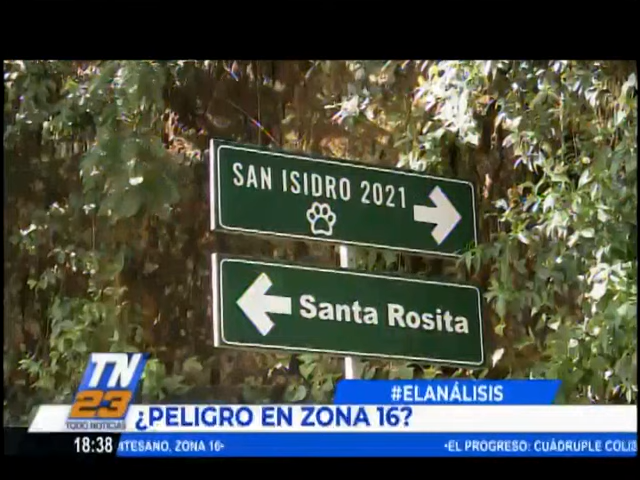 SAN ISIDRO 2021
Santa Rosita
TN
23
TODO NOTICIAS
#ELANÁLISIS
¿PELIGRO EN ZONA 16?
18:38
ZONA 16•
•EL PROGRESO: CUÁDRUPLE